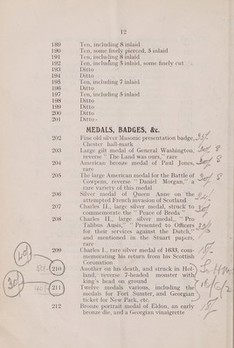 12
189 Ten, including 8 inlaid
190 Ten, some finely pierced, 3 inlaid
191 Ten, including 8 inlaid
192 Ten, including 8 inlaid, some finely cut
193 Ditto
194 Ditto
195 Ten, including 7 inlaid
196 Ditto
197 Ten, including 3 inlaid
198 Ditto
199 Ditto
200 Ditto
201 Ditto
MEDALS, BADGES, &c.
202 Fine old silver Masonic presentation badge,
Chester hall-mark
203 Large gilt medal of General Washington,
reverse "The Land was ours," rare
204 American bronze medal of Paul Jones,
rare
205 The large American medal for the Battle of
Cowpens, reverse "Daniel Morgan," a
rare variety of this medal
206 Silver medal of Queen Anne on the
attempted French invasion of Scotland
207 Charles II., large silver medal, struck to
commemorate the "Peace of Breda"
208 Charles II., large silver medal, "Pro
Talibus Ausis," "Presented to Officers
for their services against the Dutch,"
and mentioned in the Stuart papers,
rare
209 Charles I., rare silver medal of 1633, com-
memorating his return from his Scottish
Coronation
210 Another on his death, and struck in Hol-
land, reverse 7-headed monster with
king's head on ground
211 Twelve medals various, including the
medals for Fort Sumter, and Georgian
ticket for New Park, etc.
212 Bronze portrait medal of Eldon, an early
bronze die, and a Georgian vinaigrette